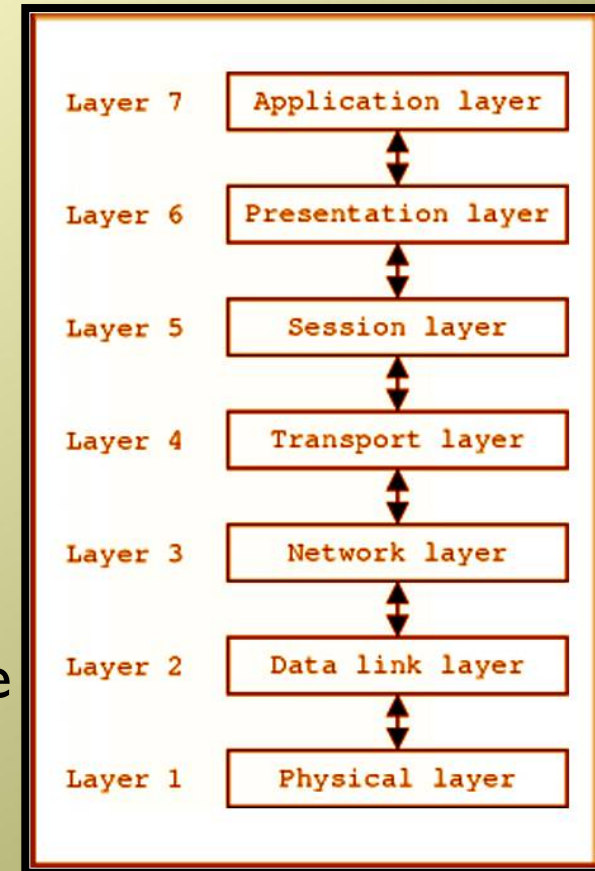 Layer 7 Application layer
Layer 6 Presentation layer
Layer 5 Session layer
Layer 4 Transport layer
Layer 3 Network layer
e
Layer 2 Data link layer
Layer 1 Physical layer